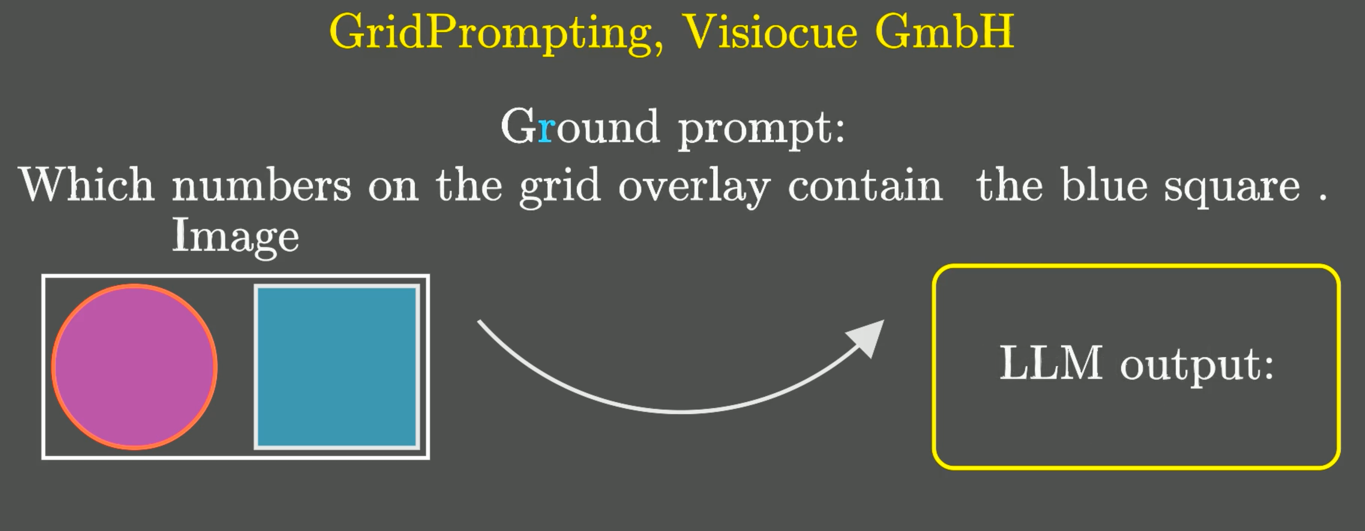 GridPrompting, Visiocue GmbH
Ground prompt:
Which numbers on the grid overlay contain  the blue square .
Image
LLM output: